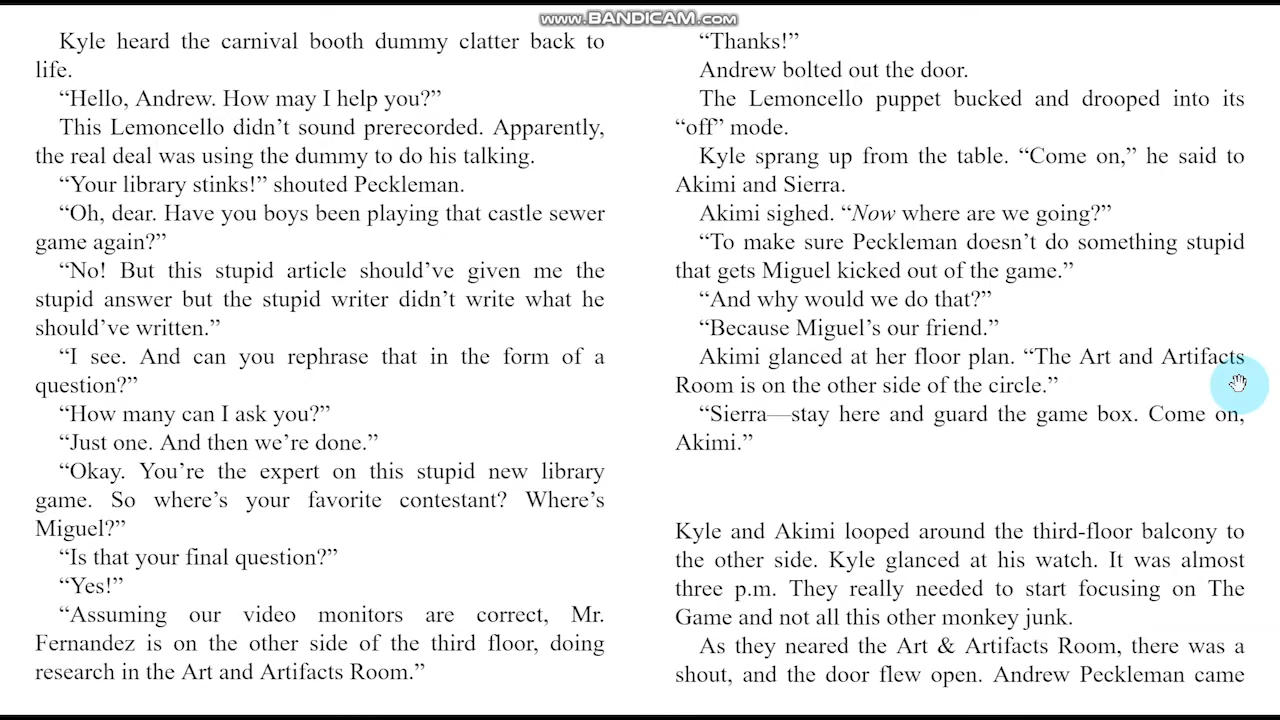 www.BANDICAM.com
Kyle heard the carnival booth dummy clatter back to
life.
“Hello, Andrew. How may I help you?”
This Lemoncello didn’t sound prerecorded. Apparently,
the real deal was using the dummy to do his talking.
“Your library stinks!” shouted Peckleman.
“Oh, dear. Have you boys been playing that castle sewer
game again?”
“No! But this stupid article should’ve given me the
stupid answer but the stupid writer didn’t write what he
should’ve written.”
“I see. And can you rephrase that in the form of a
question?”
“How many can I ask you?”
“Just one. And then we’re done.”
“Okay. You’re the expert on this stupid new library
game. So where’s your favorite contestant? Where’s
Miguel?”
“Is that your final question?”
“Yes!”
“Assuming our video monitors are correct, Mr.
Fernandez is on the other side of the third floor, doing
research in the Art and Artifacts Room.”
“Thanks!”
Andrew bolted out the door.
The Lemoncello puppet bucked and drooped into its
“off” mode.
Kyle sprang up from the table. “Come on,” he said to
Akimi and Sierra.
Akimi sighed. “Now where are we going?”
“To make sure Peckleman doesn’t do something stupid
that gets Miguel kicked out of the game.”
“And why would we do that?”
“Because Miguel’s our friend.”
Akimi glanced at her floor plan. “The Art and Artifacts
Room is on the other side of the circle.”
“Sierra—stay here and guard the game box. Come on,
Akimi.”
Kyle and Akimi looped around the third-floor balcony to
the other side. Kyle glanced at his watch. It was almost
three p.m. They really needed to start focusing on The
Game and not all this other monkey junk.
As they neared the Art & Artifacts Room, there was a
shout, and the door flew open. Andrew Peckleman came